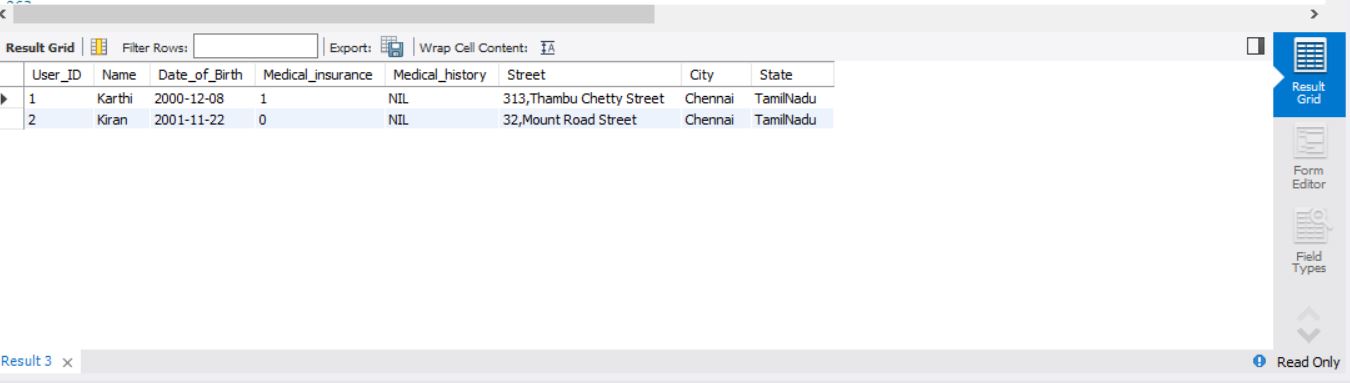 Result Grid Filter Rows: Export: Wrap Cell Content: IA
User_ID Name Date_of_Birth Medical_insurance Medical_history Street City State
1 Karthi 2000-12-08 1 NIL 313,Thambu Chetty Street Chennai TamilNadu
2 Kiran 2001-11-22 0 NIL 32,Mount Road Street Chennai TamilNadu
Result
Grid
Form
Editor
Field
Types
Result 3 Read Only